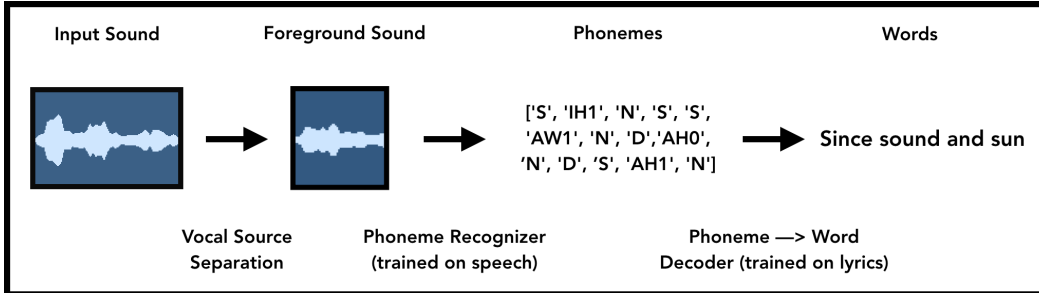 Input Sound
Foreground Sound
Phonemes
Words
['S', 'IH1', 'N', 'S', 'S',
'AW1', 'N', 'D','AH0',
‘N', 'D', ‘S', 'AH1', 'N']
Since sound and sun
Vocal Source
Separation
Phoneme Recognizer
(trained on speech)
Phoneme —> Word
Decoder (trained on lyrics)